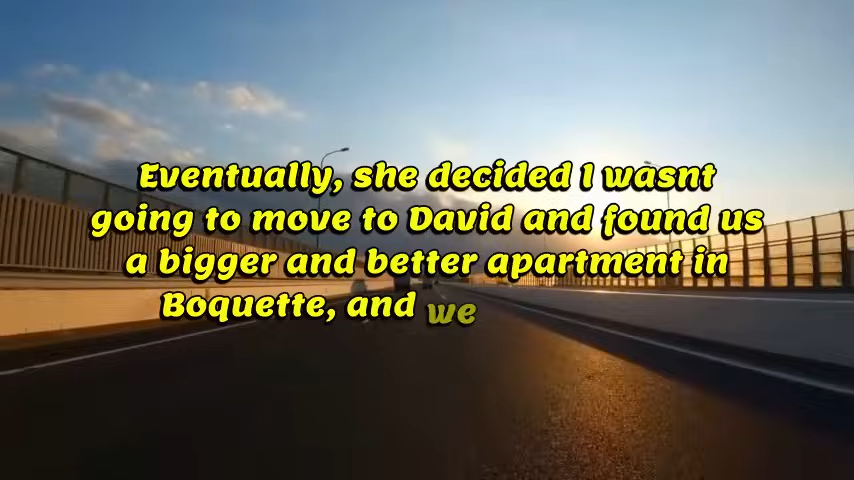 Eventually, she decided I wasnt
going to move to David and found us
a bigger and better apartment in
Boquette, and we